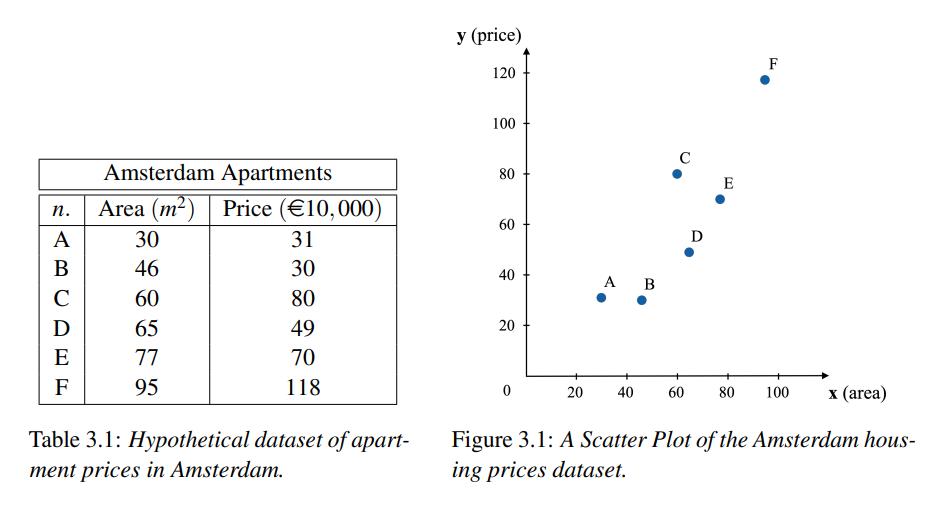 Amsterdam Apartments
n. Area (m²) Price (€10,000)
A 30 31
B 46 30
C 60 80
D 65 49
E 77 70
F 95 118
Table 3.1: Hypothetical dataset of apart-
ment prices in Amsterdam.
y (price)
120
100
80
60
40
20
0
20 40 60 80 100
x (area)
A
B
C
D
E
F
Figure 3.1: A Scatter Plot of the Amsterdam hous-
ing prices dataset.